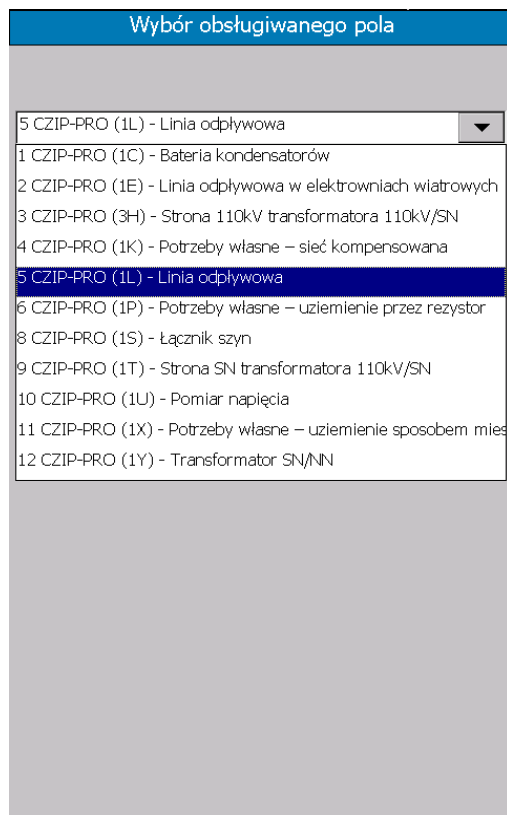 Wybór obsługiwanego pola
5 CZIP-PRO (1L) - Linia odpływowa
1 CZIP-PRO (1C) - Bateria kondensatorów
2 CZIP-PRO (1E) - Linia odpływowa w elektrowniach wiatrowych
3 CZIP-PRO (3H) - Strona 110kV transformatora 110kV/SN
4 CZIP-PRO (1K) - Potrzeby własne – sieć kompensowana
5 CZIP-PRO (1L) - Linia odpływowa
6 CZIP-PRO (1P) - Potrzeby własne – uziemienie przez rezystor
8 CZIP-PRO (1S) - Łącznik szyn
9 CZIP-PRO (1T) - Strona SN transformatora 110kV/SN
10 CZIP-PRO (1U) - Pomiar napięcia
11 CZIP-PRO (1X) - Potrzeby własne – uziemienie sposobem mies
12 CZIP-PRO (1Y) - Transformator SN/NN